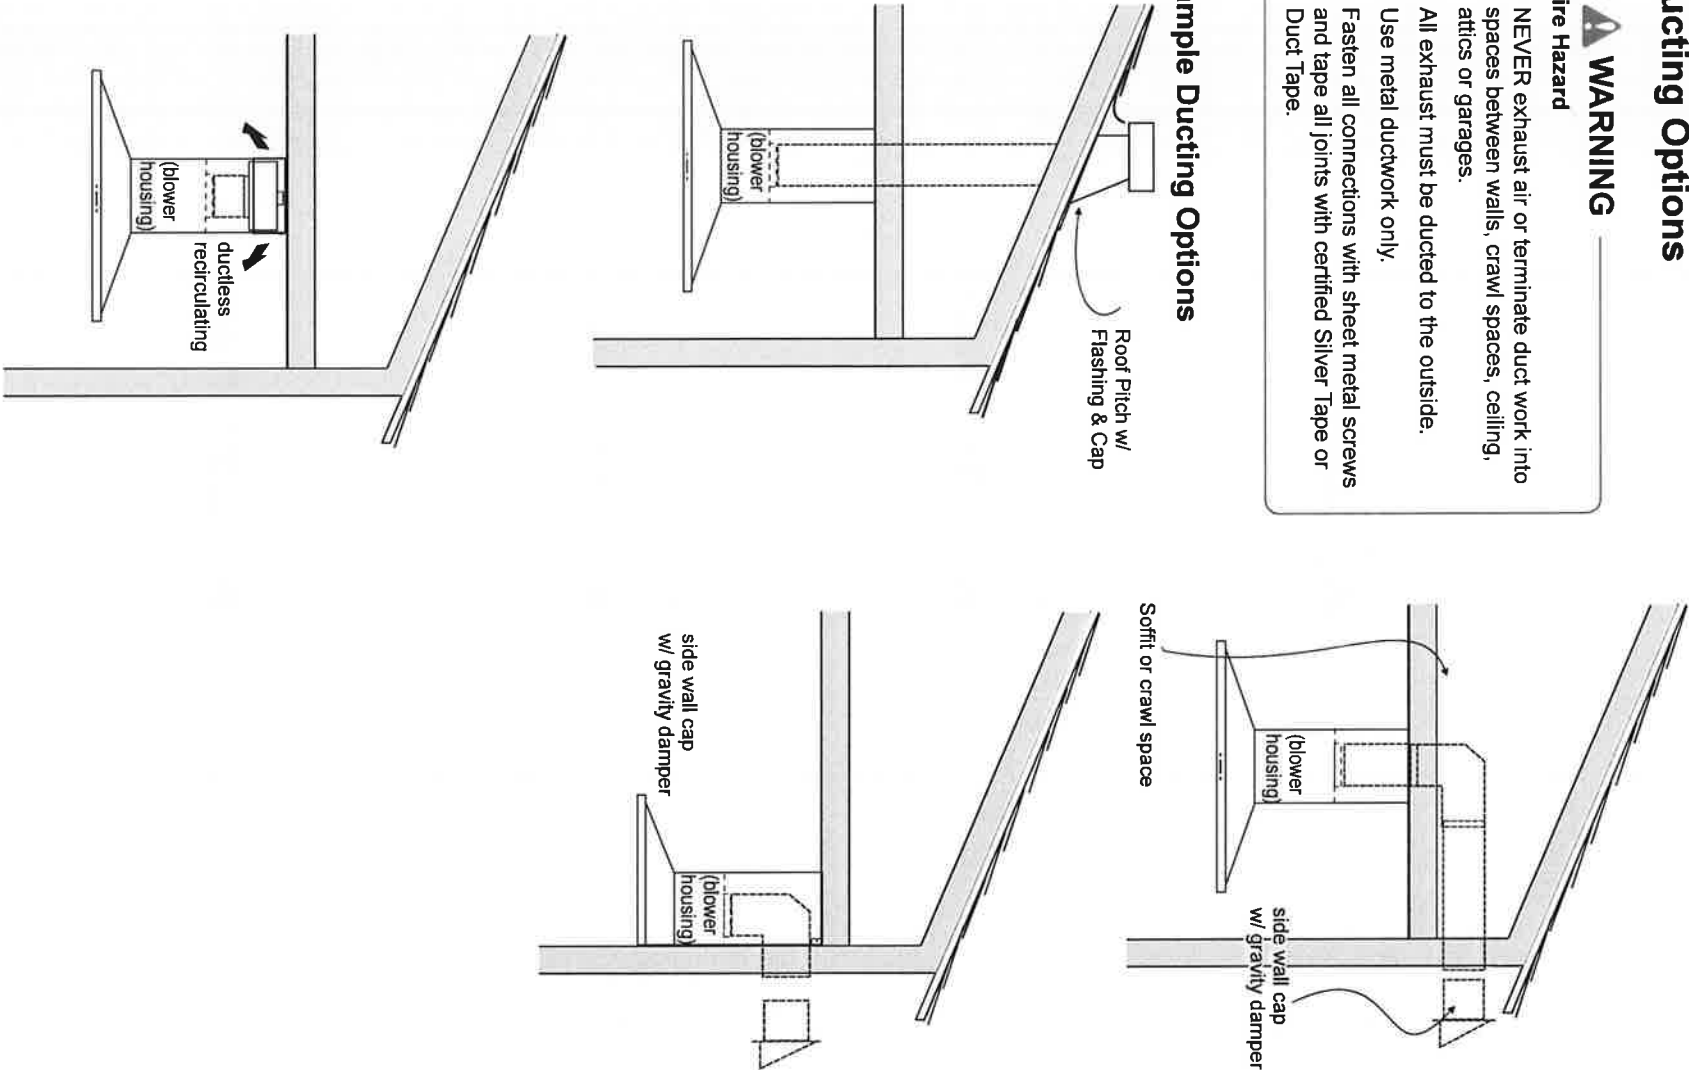 ucting Options
WARNING
ire Hazard
NEVER exhaust air or terminate duct work into
spaces between walls, crawl spaces, ceiling,
attics or garages.
All exhaust must be ducted to the outside.
Use metal ductwork only.
Fasten all connections with sheet metal screws
and tape all joints with certified Silver Tape or
Duct Tape.
mple Ducting Options
Roof Pitch w/
Flashing & Cap
(blower
housing)
Soffit or crawl space
(blower
housing)
side wall cap
w/ gravity damper
(blower
housing)
ductless
recirculating
side wall cap
w/ gravity damper
(blower
housing)